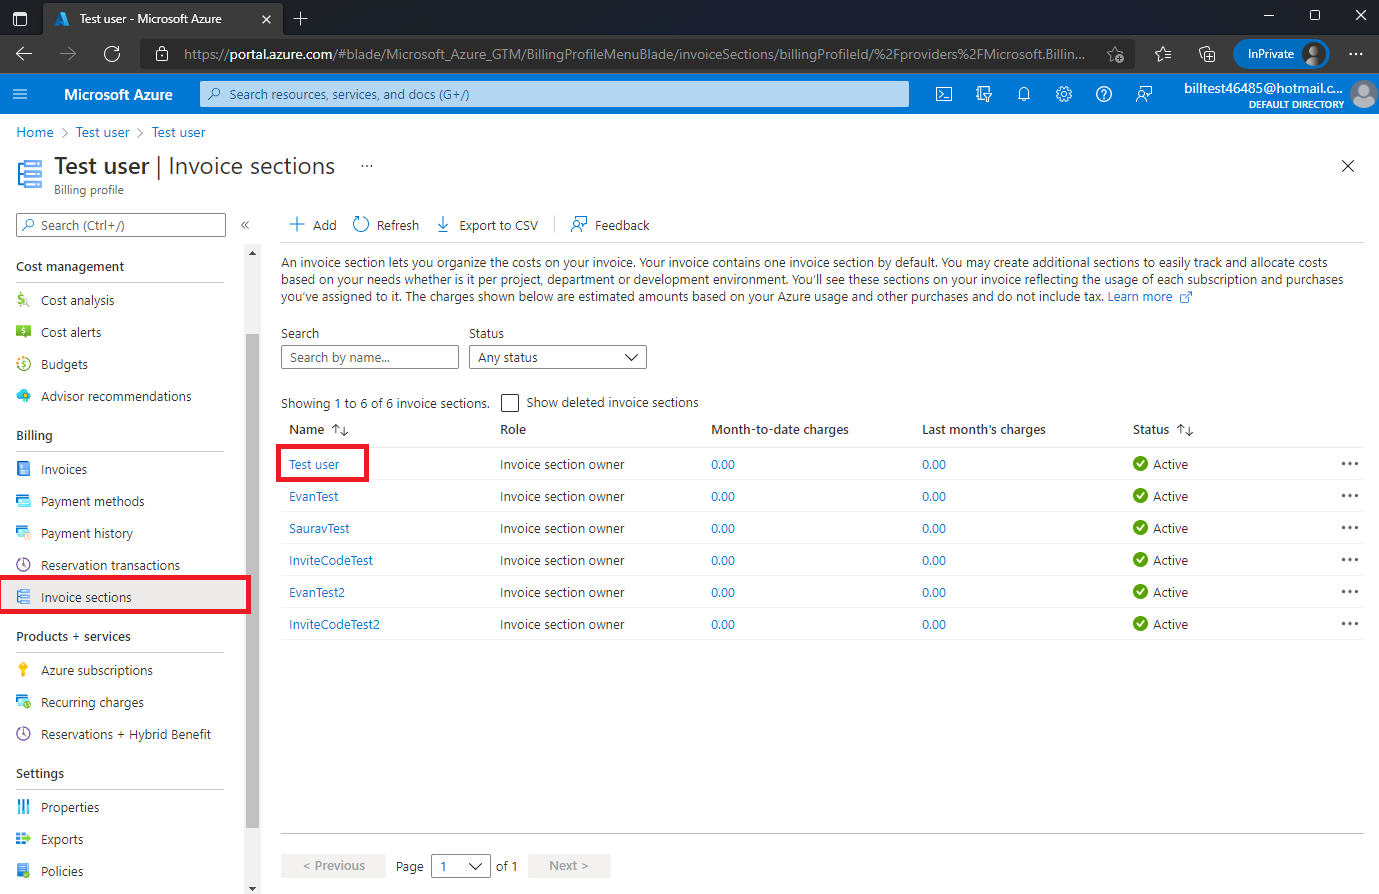 Test user - Microsoft Azure
https://portal.azure.com/#blade/Microsoft_Azure_GTM/BillingProfileMenuBlade/invoiceSections/billingProfileId/%2Fproviders%2FMicrosoft.Billin...
InPrivate
Microsoft Azure
Search resources, services, and docs (G+/)
billtest46485@hotmail.c...
DEFAULT DIRECTORY
Home > Test user > Test user
Test user | Invoice sections ...
Billing profile
Search (Ctrl+/)
«
Cost management
Cost analysis
Cost alerts
Budgets
Advisor recommendations
Billing
Invoices
Payment methods
Payment history
Reservation transactions
Invoice sections
Products + services
Azure subscriptions
Recurring charges
Reservations + Hybrid Benefit
Settings
Properties
Exports
Policies
Add Refresh Export to CSV Feedback
An invoice section lets you organize the costs on your invoice. Your invoice contains one invoice section by default. You may create additional sections to easily track and allocate costs
based on your needs whether is it per project, department or development environment. You'll see these sections on your invoice reflecting the usage of each subscription and purchases
you've assigned to it. The charges shown below are estimated amounts based on your Azure usage and other purchases and do not include tax. Learn more
Search Status
Search by name... Any status
Showing 1 to 6 of 6 invoice sections. Show deleted invoice sections
Name Role Month-to-date charges Last month's charges Status
Test user Invoice section owner 0.00 0.00 Active
EvanTest Invoice section owner 0.00 0.00 Active
SauravTest Invoice section owner 0.00 0.00 Active
InviteCodeTest Invoice section owner 0.00 0.00 Active
EvanTest2 Invoice section owner 0.00 0.00 Active
InviteCodeTest2 Invoice section owner 0.00 0.00 Active
< Previous Page 1 of 1 Next >